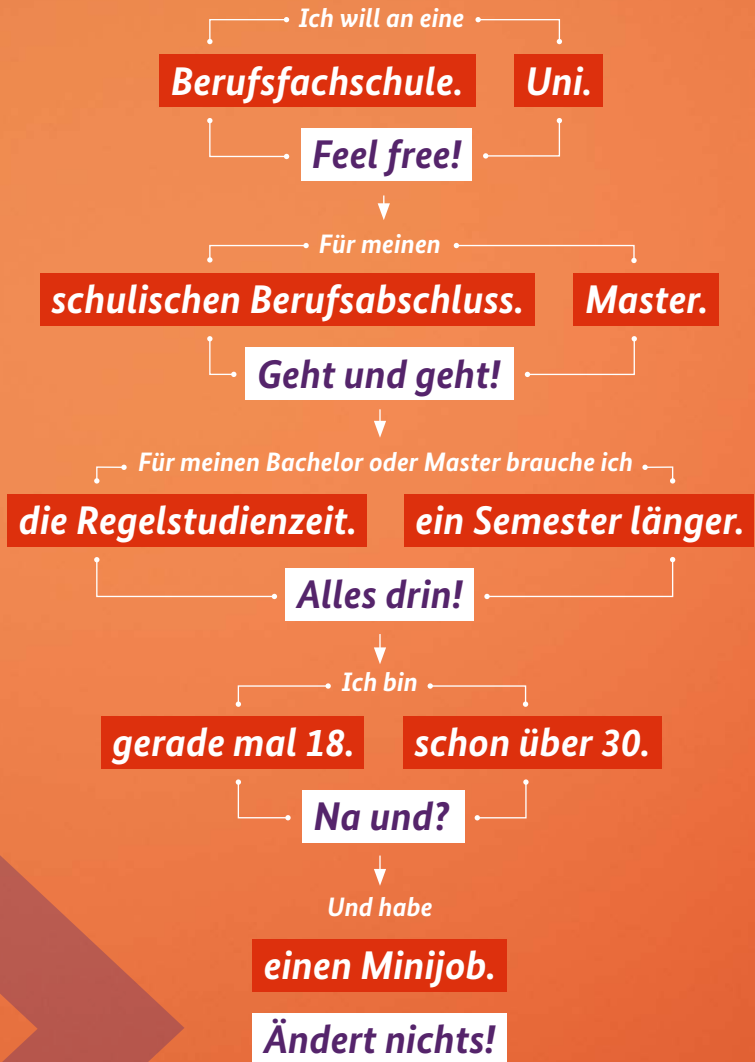 Ich will an eine
Berufsfachschule. Uni.
Feel free!
Für meinen
schulischen Berufsabschluss. Master.
Geht und geht!
Für meinen Bachelor oder Master brauche ich
die Regelstudienzeit. ein Semester länger.
Alles drin!
Ich bin
gerade mal 18. schon über 30.
Na und?
Und habe
einen Minijob.
Ändert nichts!